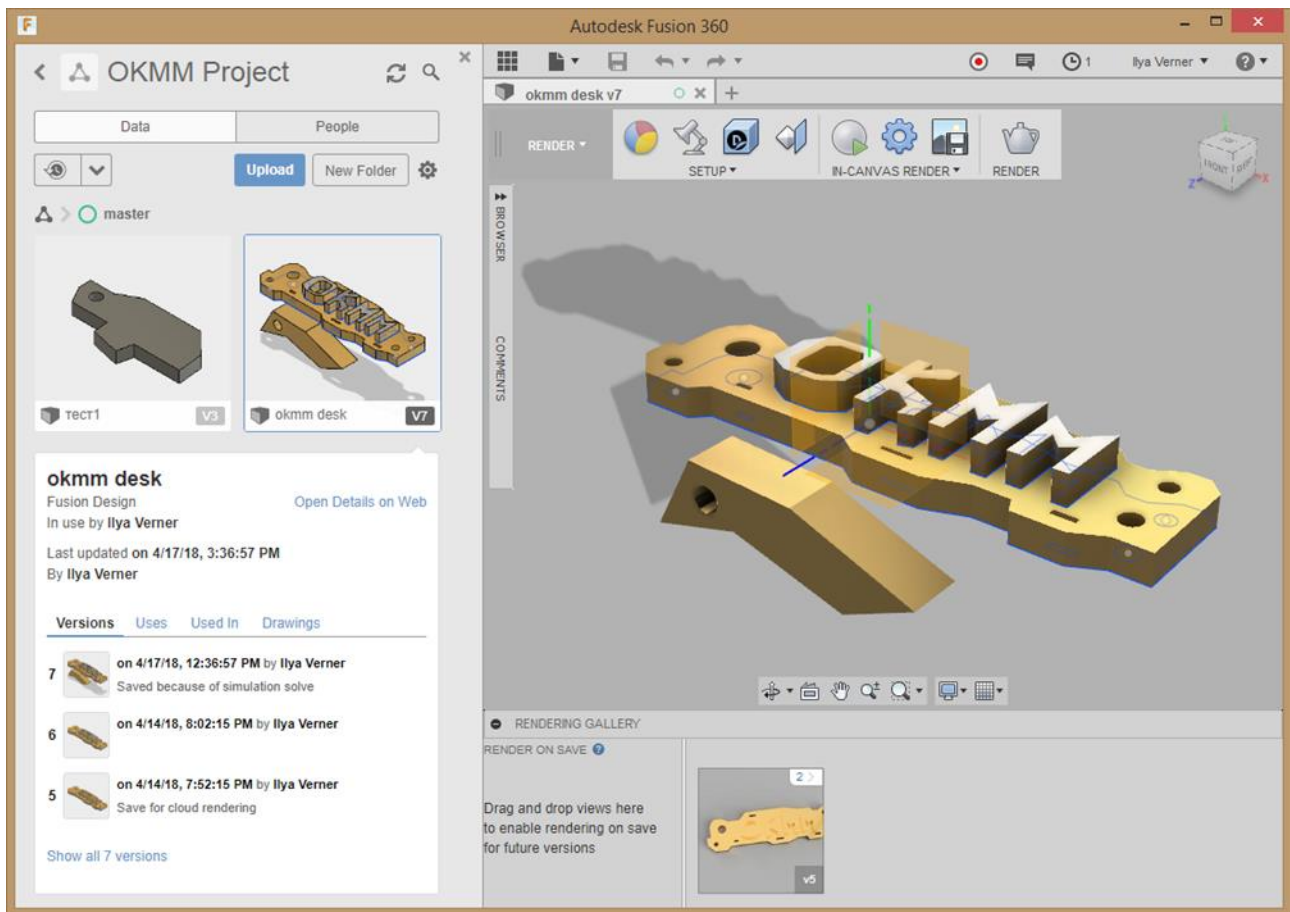 Autodesk Fusion 360
OKMM Project
Data People
Upload New Folder
master
тест1 V3
okmm desk V7
okmm desk
Fusion Design Open Details on Web
In use by Ilya Verner
Last updated on 4/17/18, 3:36:57 PM
By Ilya Verner
Versions Uses Used In Drawings
7 on 4/17/18, 12:36:57 PM by Ilya Verner
Saved because of simulation solve
6 on 4/14/18, 8:02:15 PM by Ilya Verner
5 on 4/14/18, 7:52:15 PM by Ilya Verner
Save for cloud rendering
Show all 7 versions
1 Ilya Verner
okmm desk v7
RENDER
SETUP IN-CANVAS RENDER RENDER
BROWSER
COMMENTS
FRONT
Z X
OKMM
RENDERING GALLERY
RENDER ON SAVE
Drag and drop views here
to enable rendering on save
for future versions
2
v5